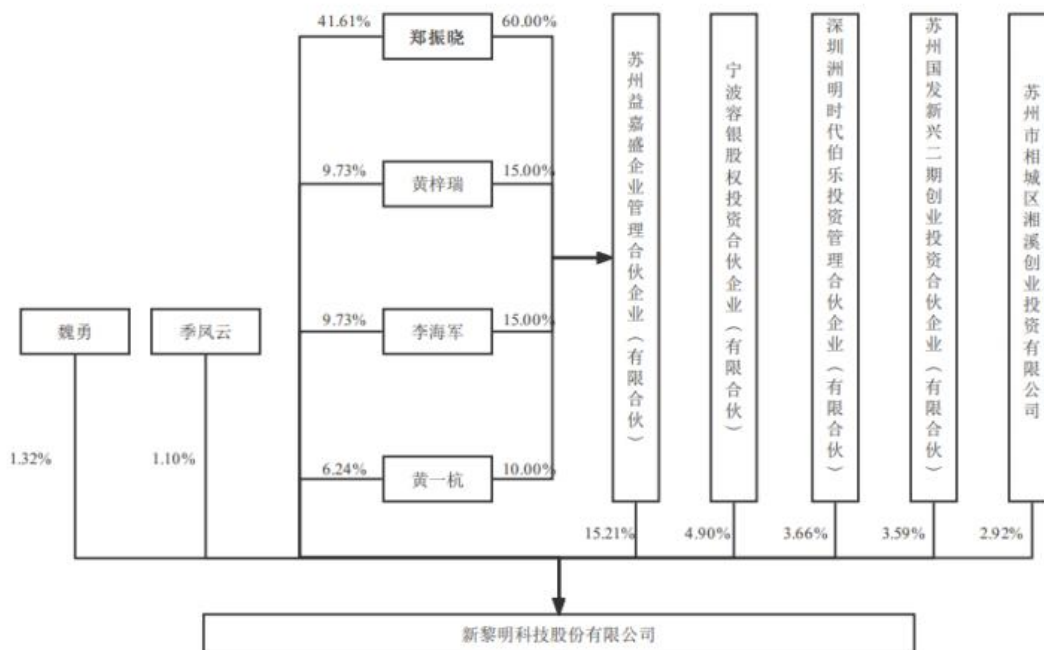 41.61%
郑振晓
60.00%
9.73%
黄梓瑞
15.00%
9.73%
李海军
15.00%
6.24%
黄一杭
10.00%
魏勇
季凤云
1.32%
1.10%
苏州益嘉盛企业管理合伙企业（有限合伙）
宁波容银股权投资合伙企业（有限合伙）
深圳洲明时代伯乐投资管理合伙企业（有限合伙）
苏州国发新兴二期创业投资合伙企业（有限合伙）
苏州市相城区湘溪创业投资有限公司
15.21%
4.90%
3.66%
3.59%
2.92%
新黎明科技股份有限公司